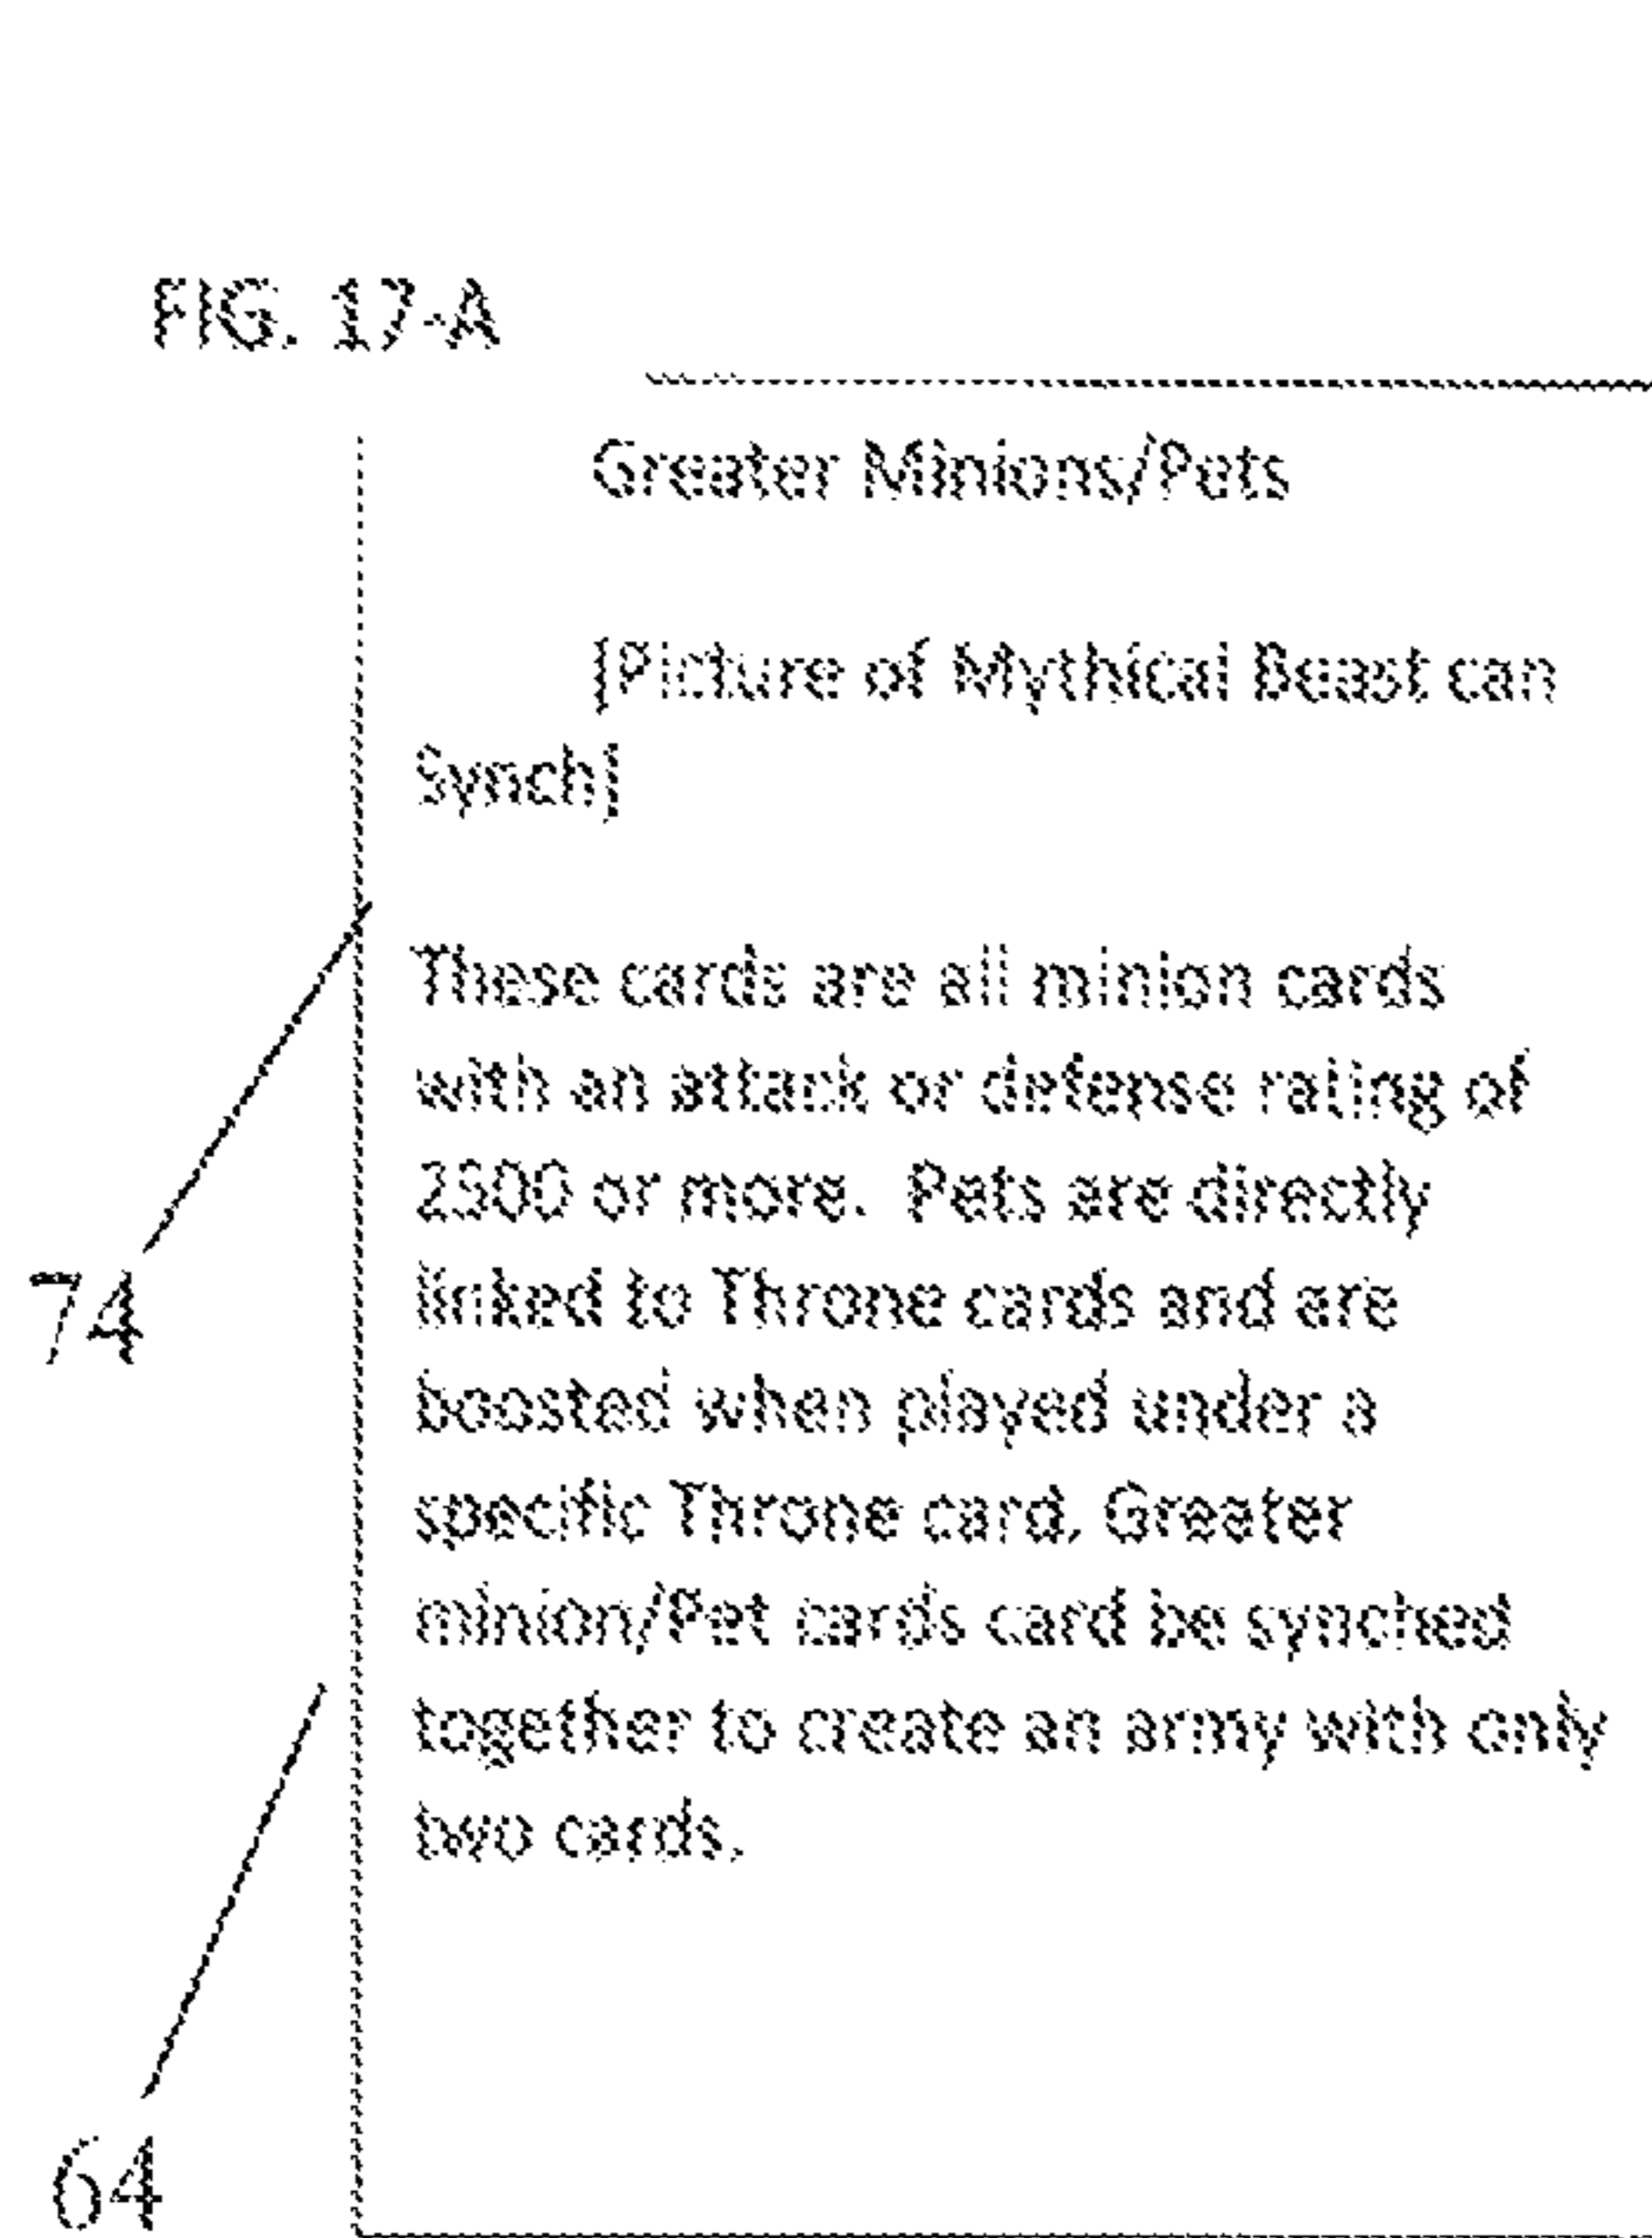 FIG. 17-A
Greater Minions/Pets
[Picture of Mythical Beast can
Synch]
These cards are all minion cards
with an attack or defense rating of
2500 or more.  Pets are directly
74
linked to Throne cards and are
boosted when played under a
specific Throne card. Greater
minion/Pet cards card be synched
together to create an army with only
two cards.
64